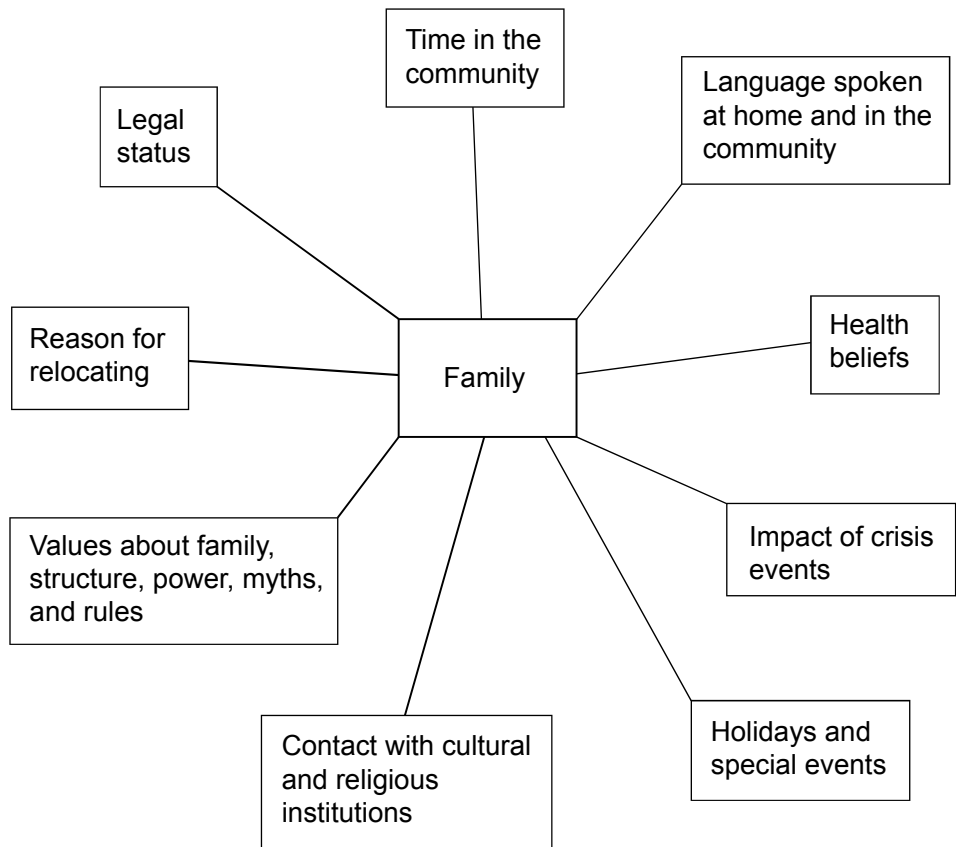 Time in the
community
Language spoken
at home and in the
community
Legal
status
Health
beliefs
Reason for
relocating
Family
Values about family,
structure, power, myths,
and rules
Impact of crisis
events
Holidays and
special events
Contact with cultural
and religious
institutions